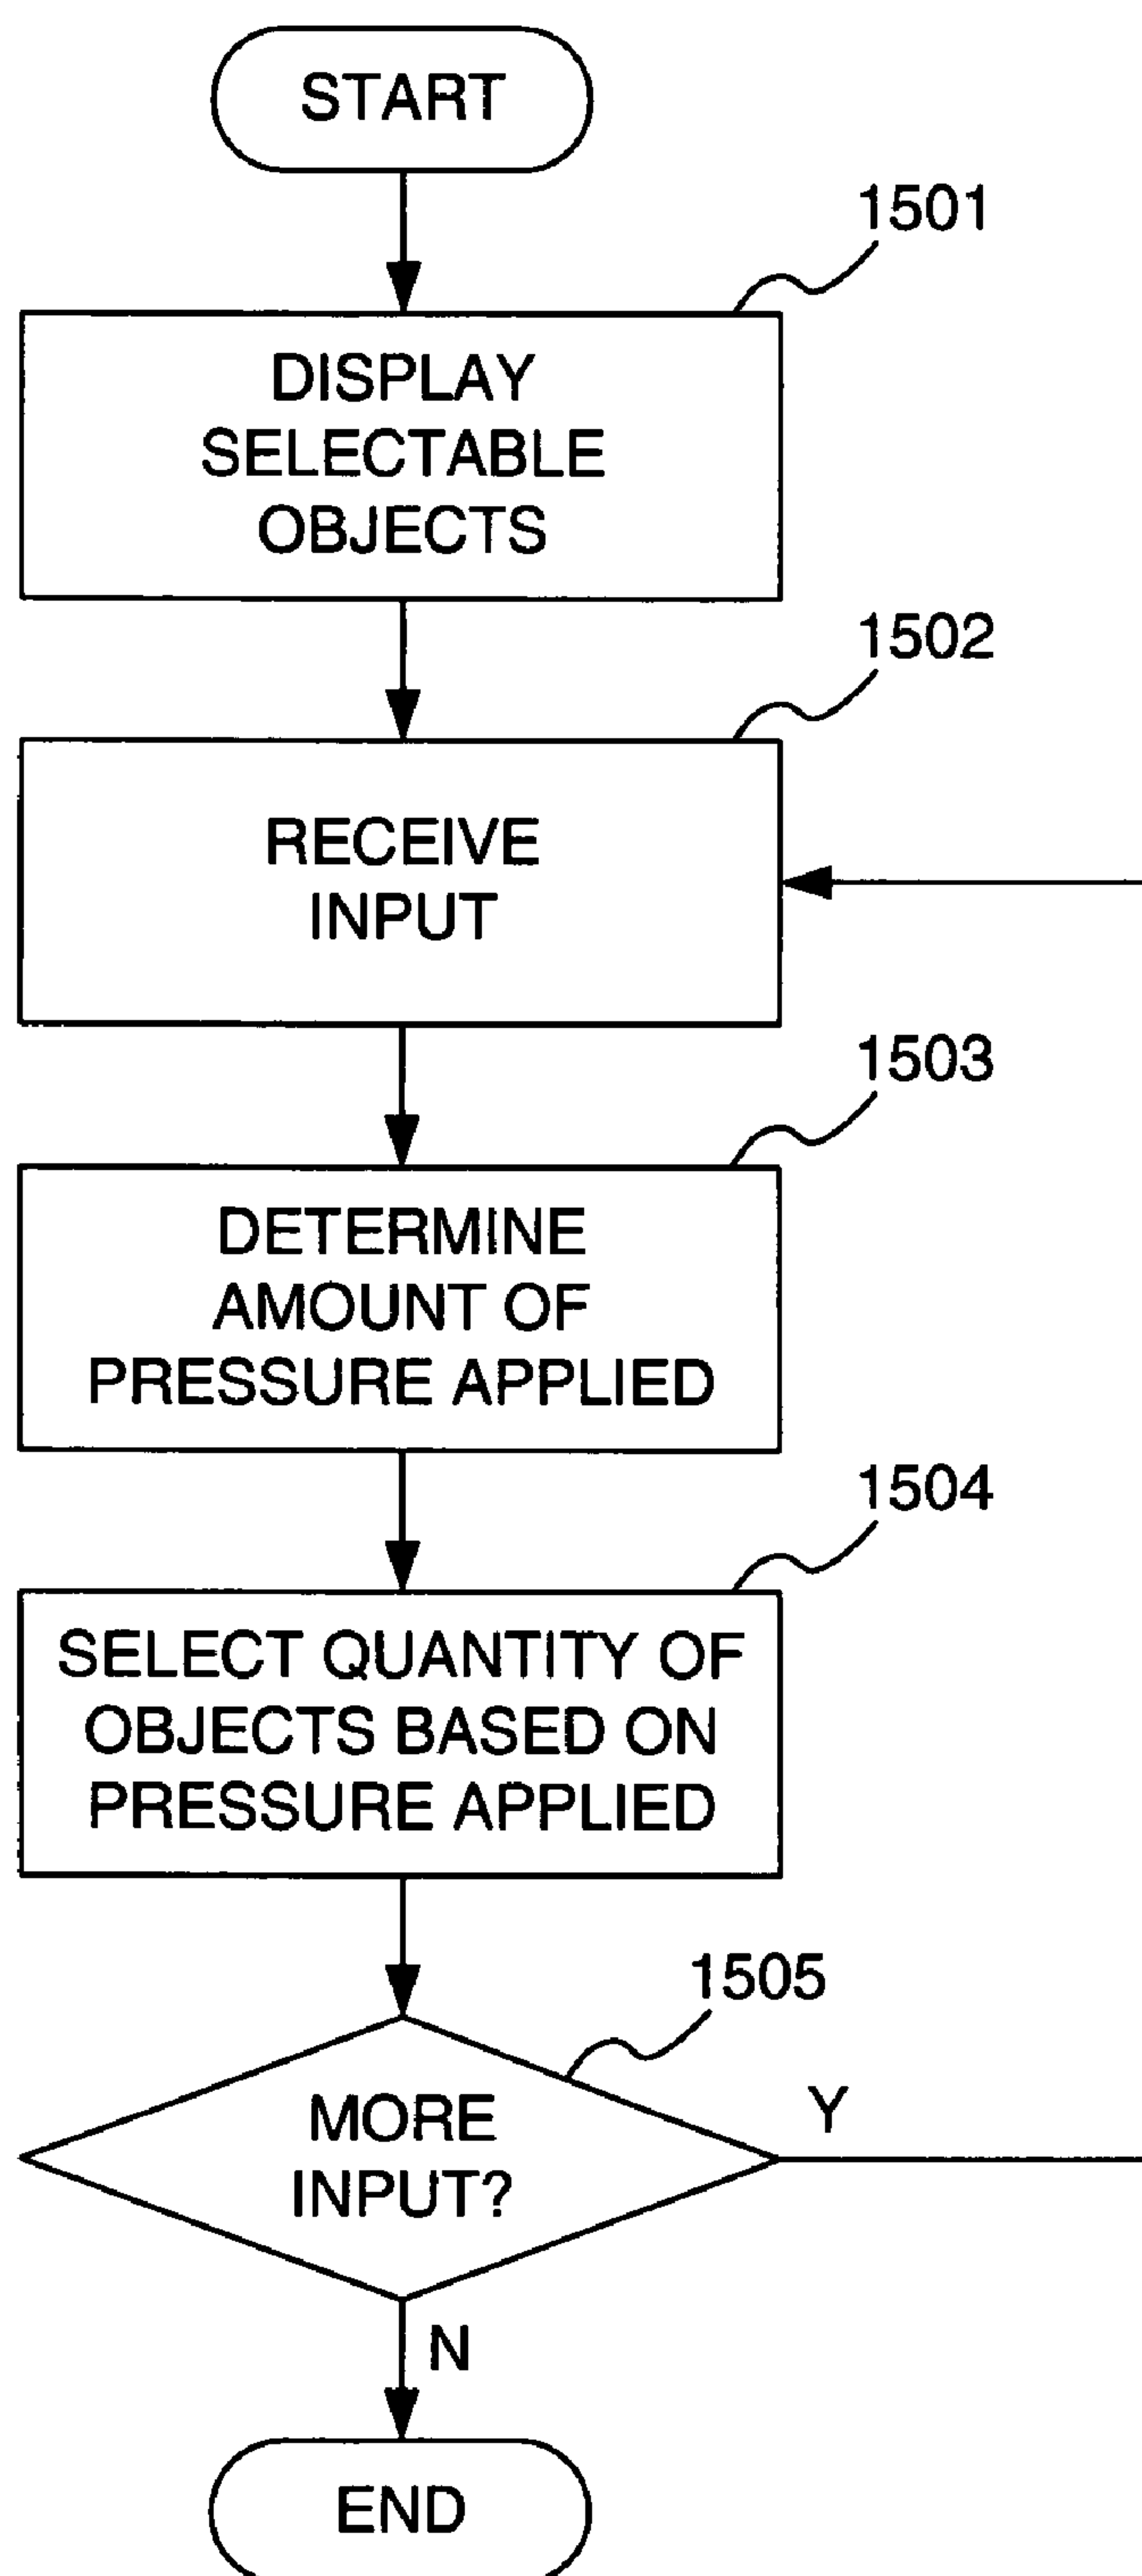 START
1501
DISPLAY
SELECTABLE
OBJECTS
1502
RECEIVE
INPUT
1503
DETERMINE
AMOUNT OF
PRESSURE APPLIED
1504
SELECT QUANTITY OF
OBJECTS BASED ON
PRESSURE APPLIED
1505
MORE
INPUT?
Y
N
END